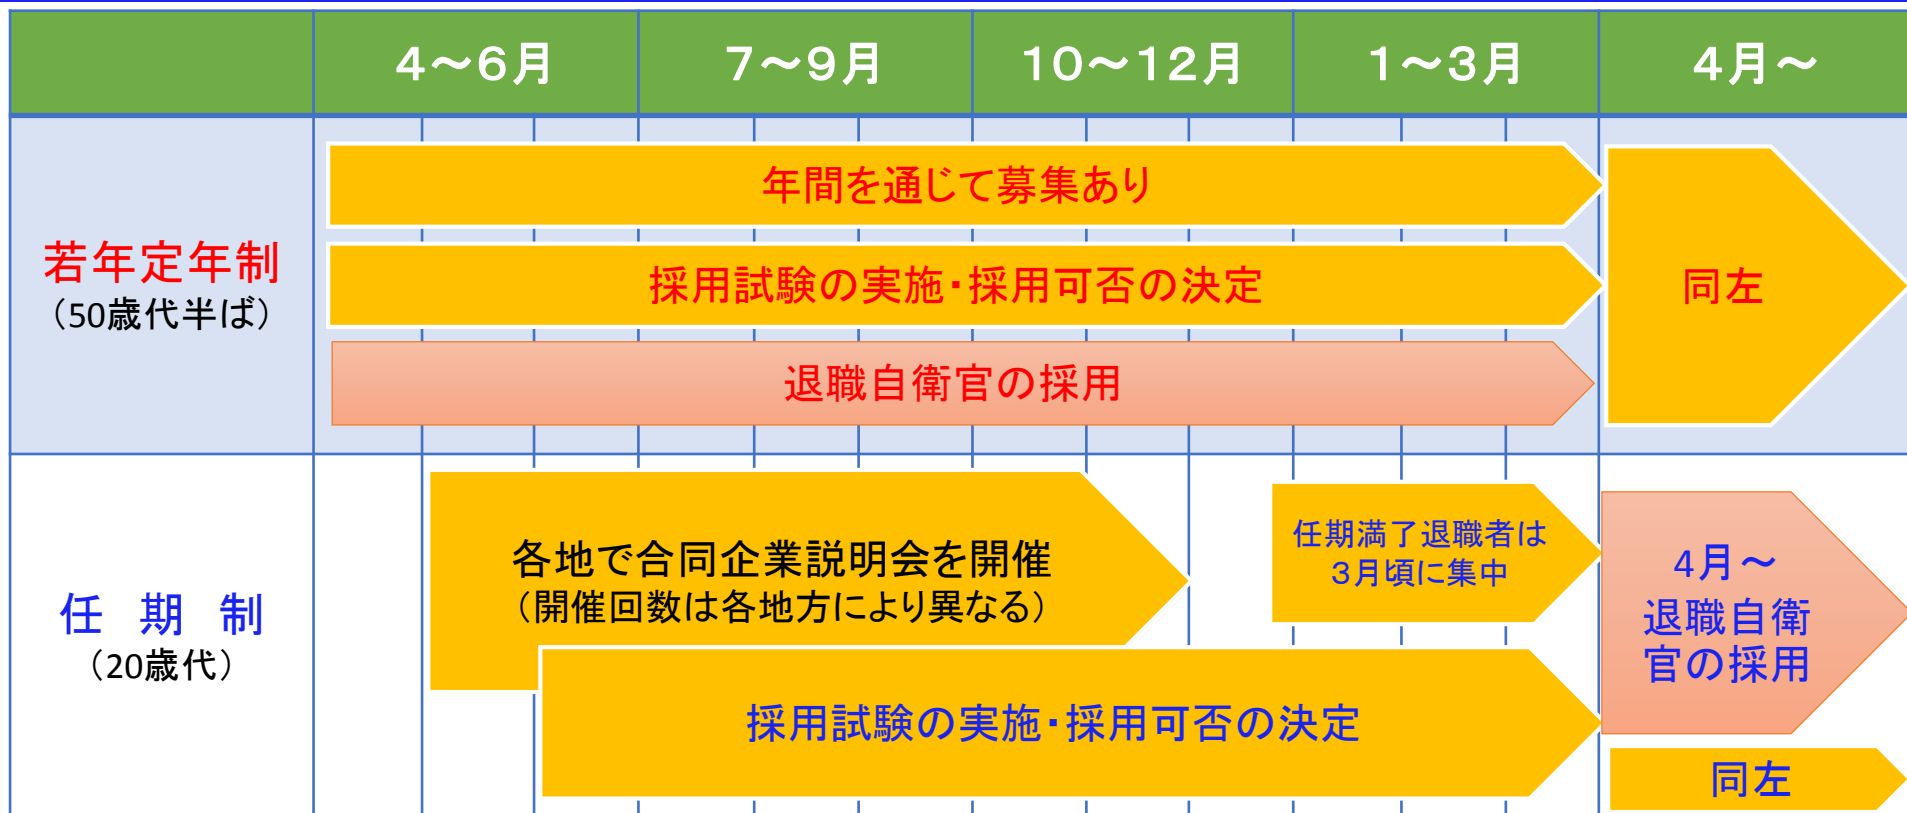 4～6月
7～9月
10～12月
1～3月
4月～
若年定年制
（50歳代半ば）
年間を通じて募集あり
採用試験の実施・採用可否の決定
退職自衛官の採用
同左
任 期 制
（20歳代）
各地で合同企業説明会を開催
（開催回数は各地方により異なる）
任期満了退職者は
3月頃に集中
採用試験の実施・採用可否の決定
4月～
退職自衛
官の採用
同左